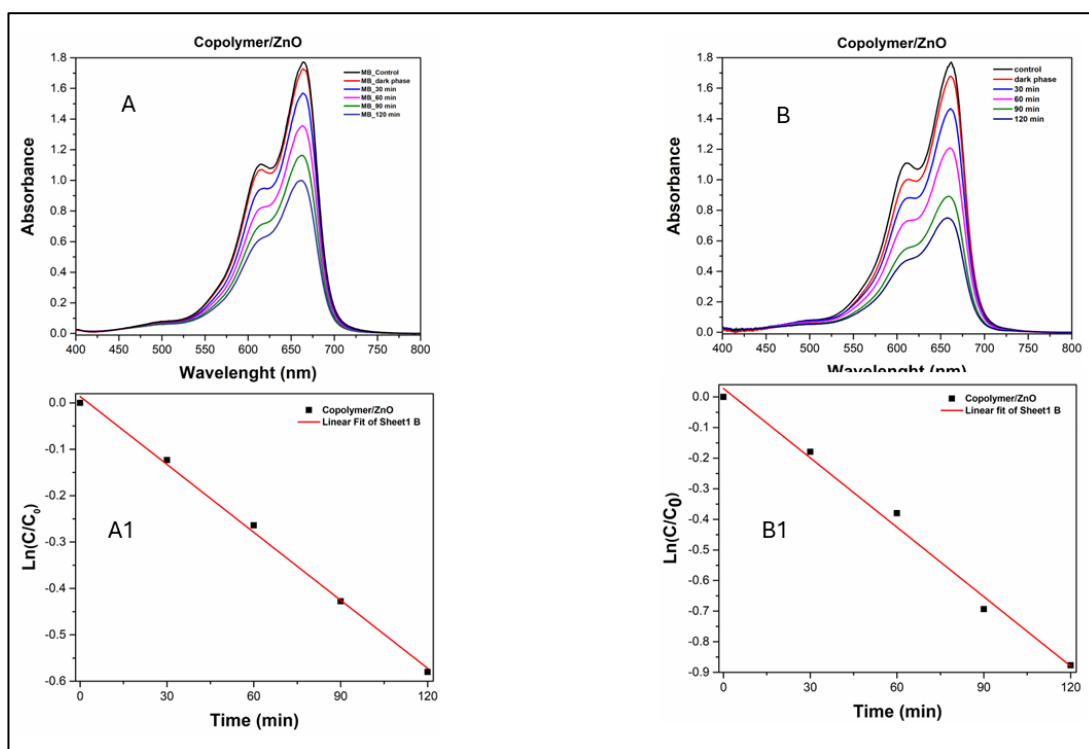 Copolymer/ZnO
A
MB_Control
MB_dark phase
MB_30 min
MB_60 min
MB_90 min
MB_120 min
1.8
1.6
1.4
1.2
1.0
0.8
0.6
0.4
0.2
0.0
Absorbance
400 450 500 550 600 650 700 750 800
Wavelenght (nm)
Copolymer/ZnO
B
control
dark phase
30 min
60 min
90 min
120 min
1.8
1.6
1.4
1.2
1.0
0.8
0.6
0.4
0.2
0.0
Absorbance
400 450 500 550 600 650 700 750 800
Wavelenght (nm)
Copolymer/ZnO
Linear Fit of Sheet1 B
A1
0.0
-0.1
-0.2
-0.3
-0.4
-0.5
-0.6
Ln(C/C₀)
0 30 60 90 120
Time (min)
Copolymer/ZnO
Linear fit of Sheet1 B
B1
0.0
-0.1
-0.2
-0.3
-0.4
-0.5
-0.6
-0.7
-0.8
-0.9
Ln(C/C0)
0 30 60 90 120
Time (min)